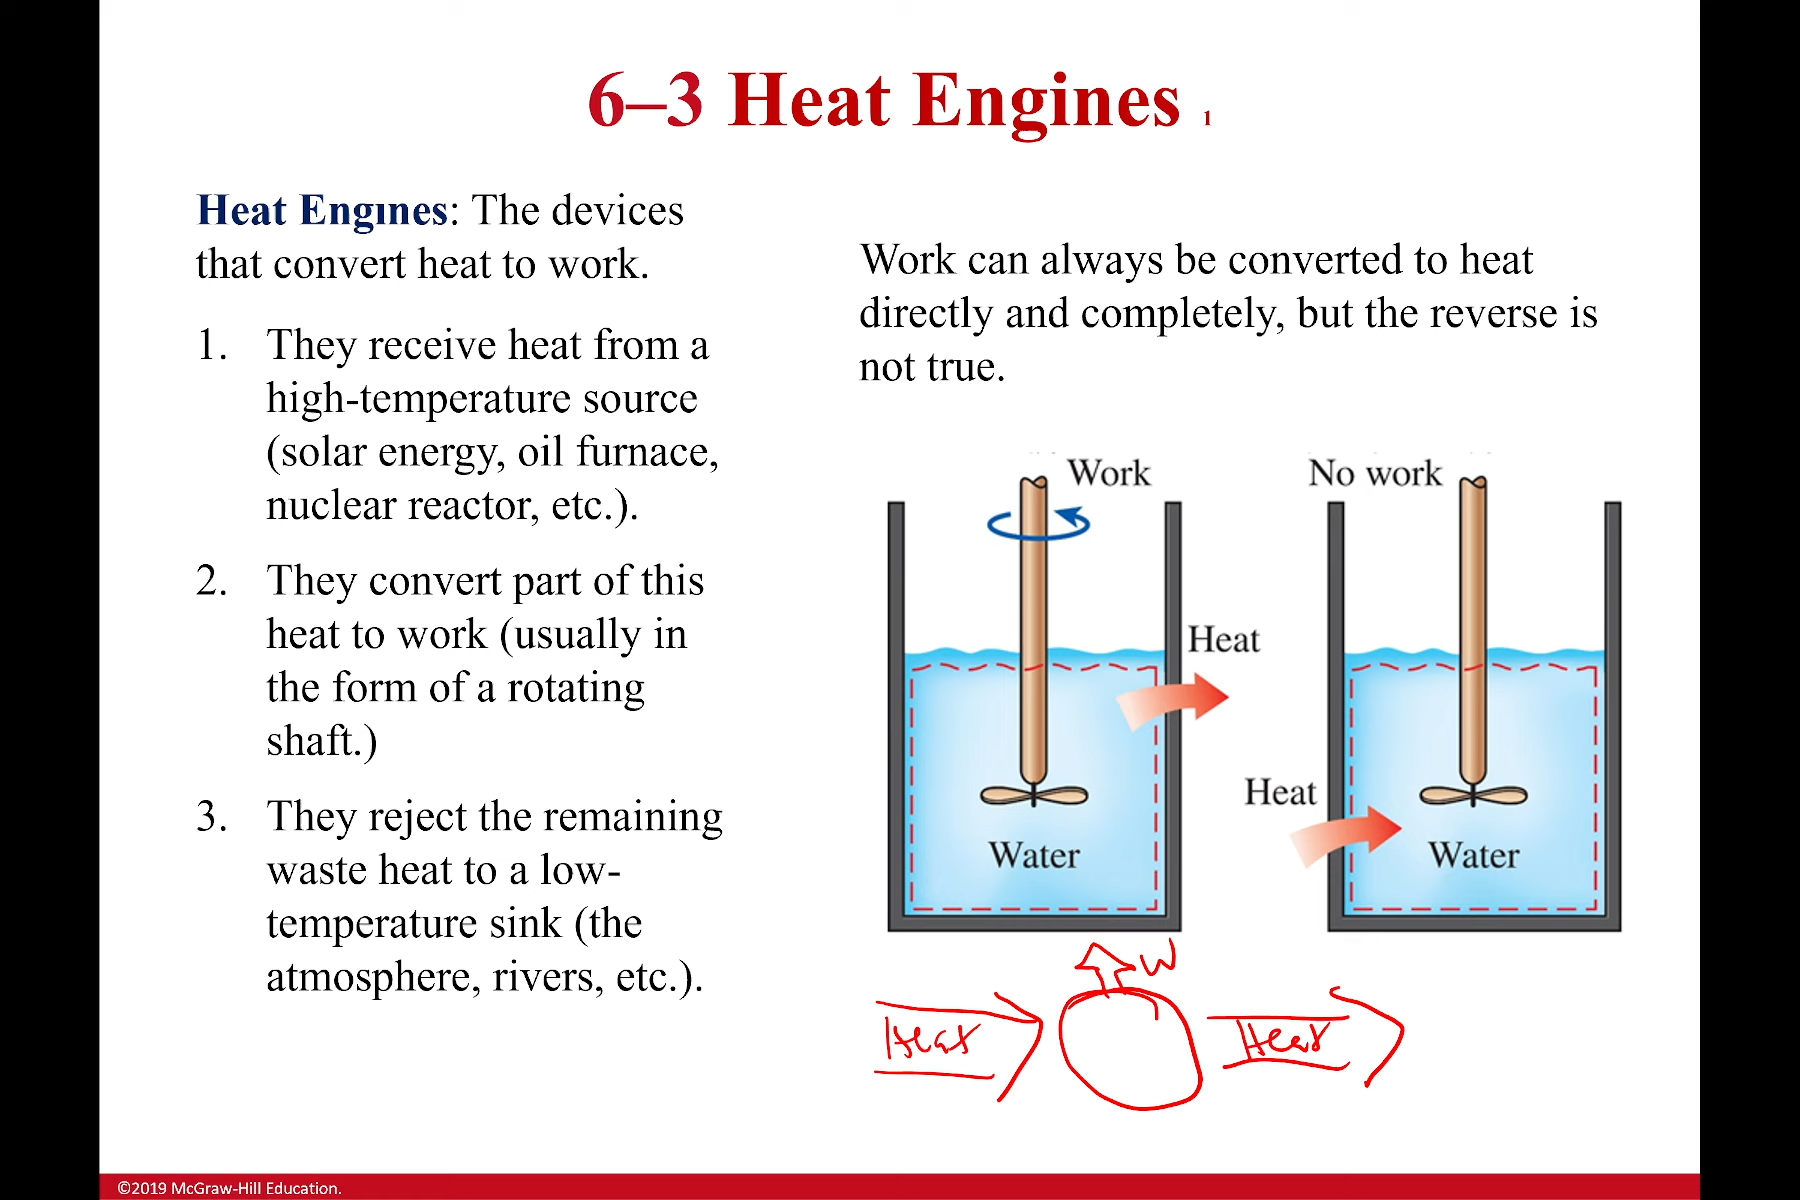 6–3 Heat Engines 1
Heat Engines: The devices
that convert heat to work.
1. They receive heat from a
high-temperature source
(solar energy, oil furnace,
nuclear reactor, etc.).
2. They convert part of this
heat to work (usually in
the form of a rotating
shaft.)
3. They reject the remaining
waste heat to a low-
temperature sink (the
atmosphere, rivers, etc.).
Work can always be converted to heat
directly and completely, but the reverse is
not true.
Work
Heat
Water
No work
Heat
Water
W
Heat
Heat
©2019 McGraw-Hill Education.